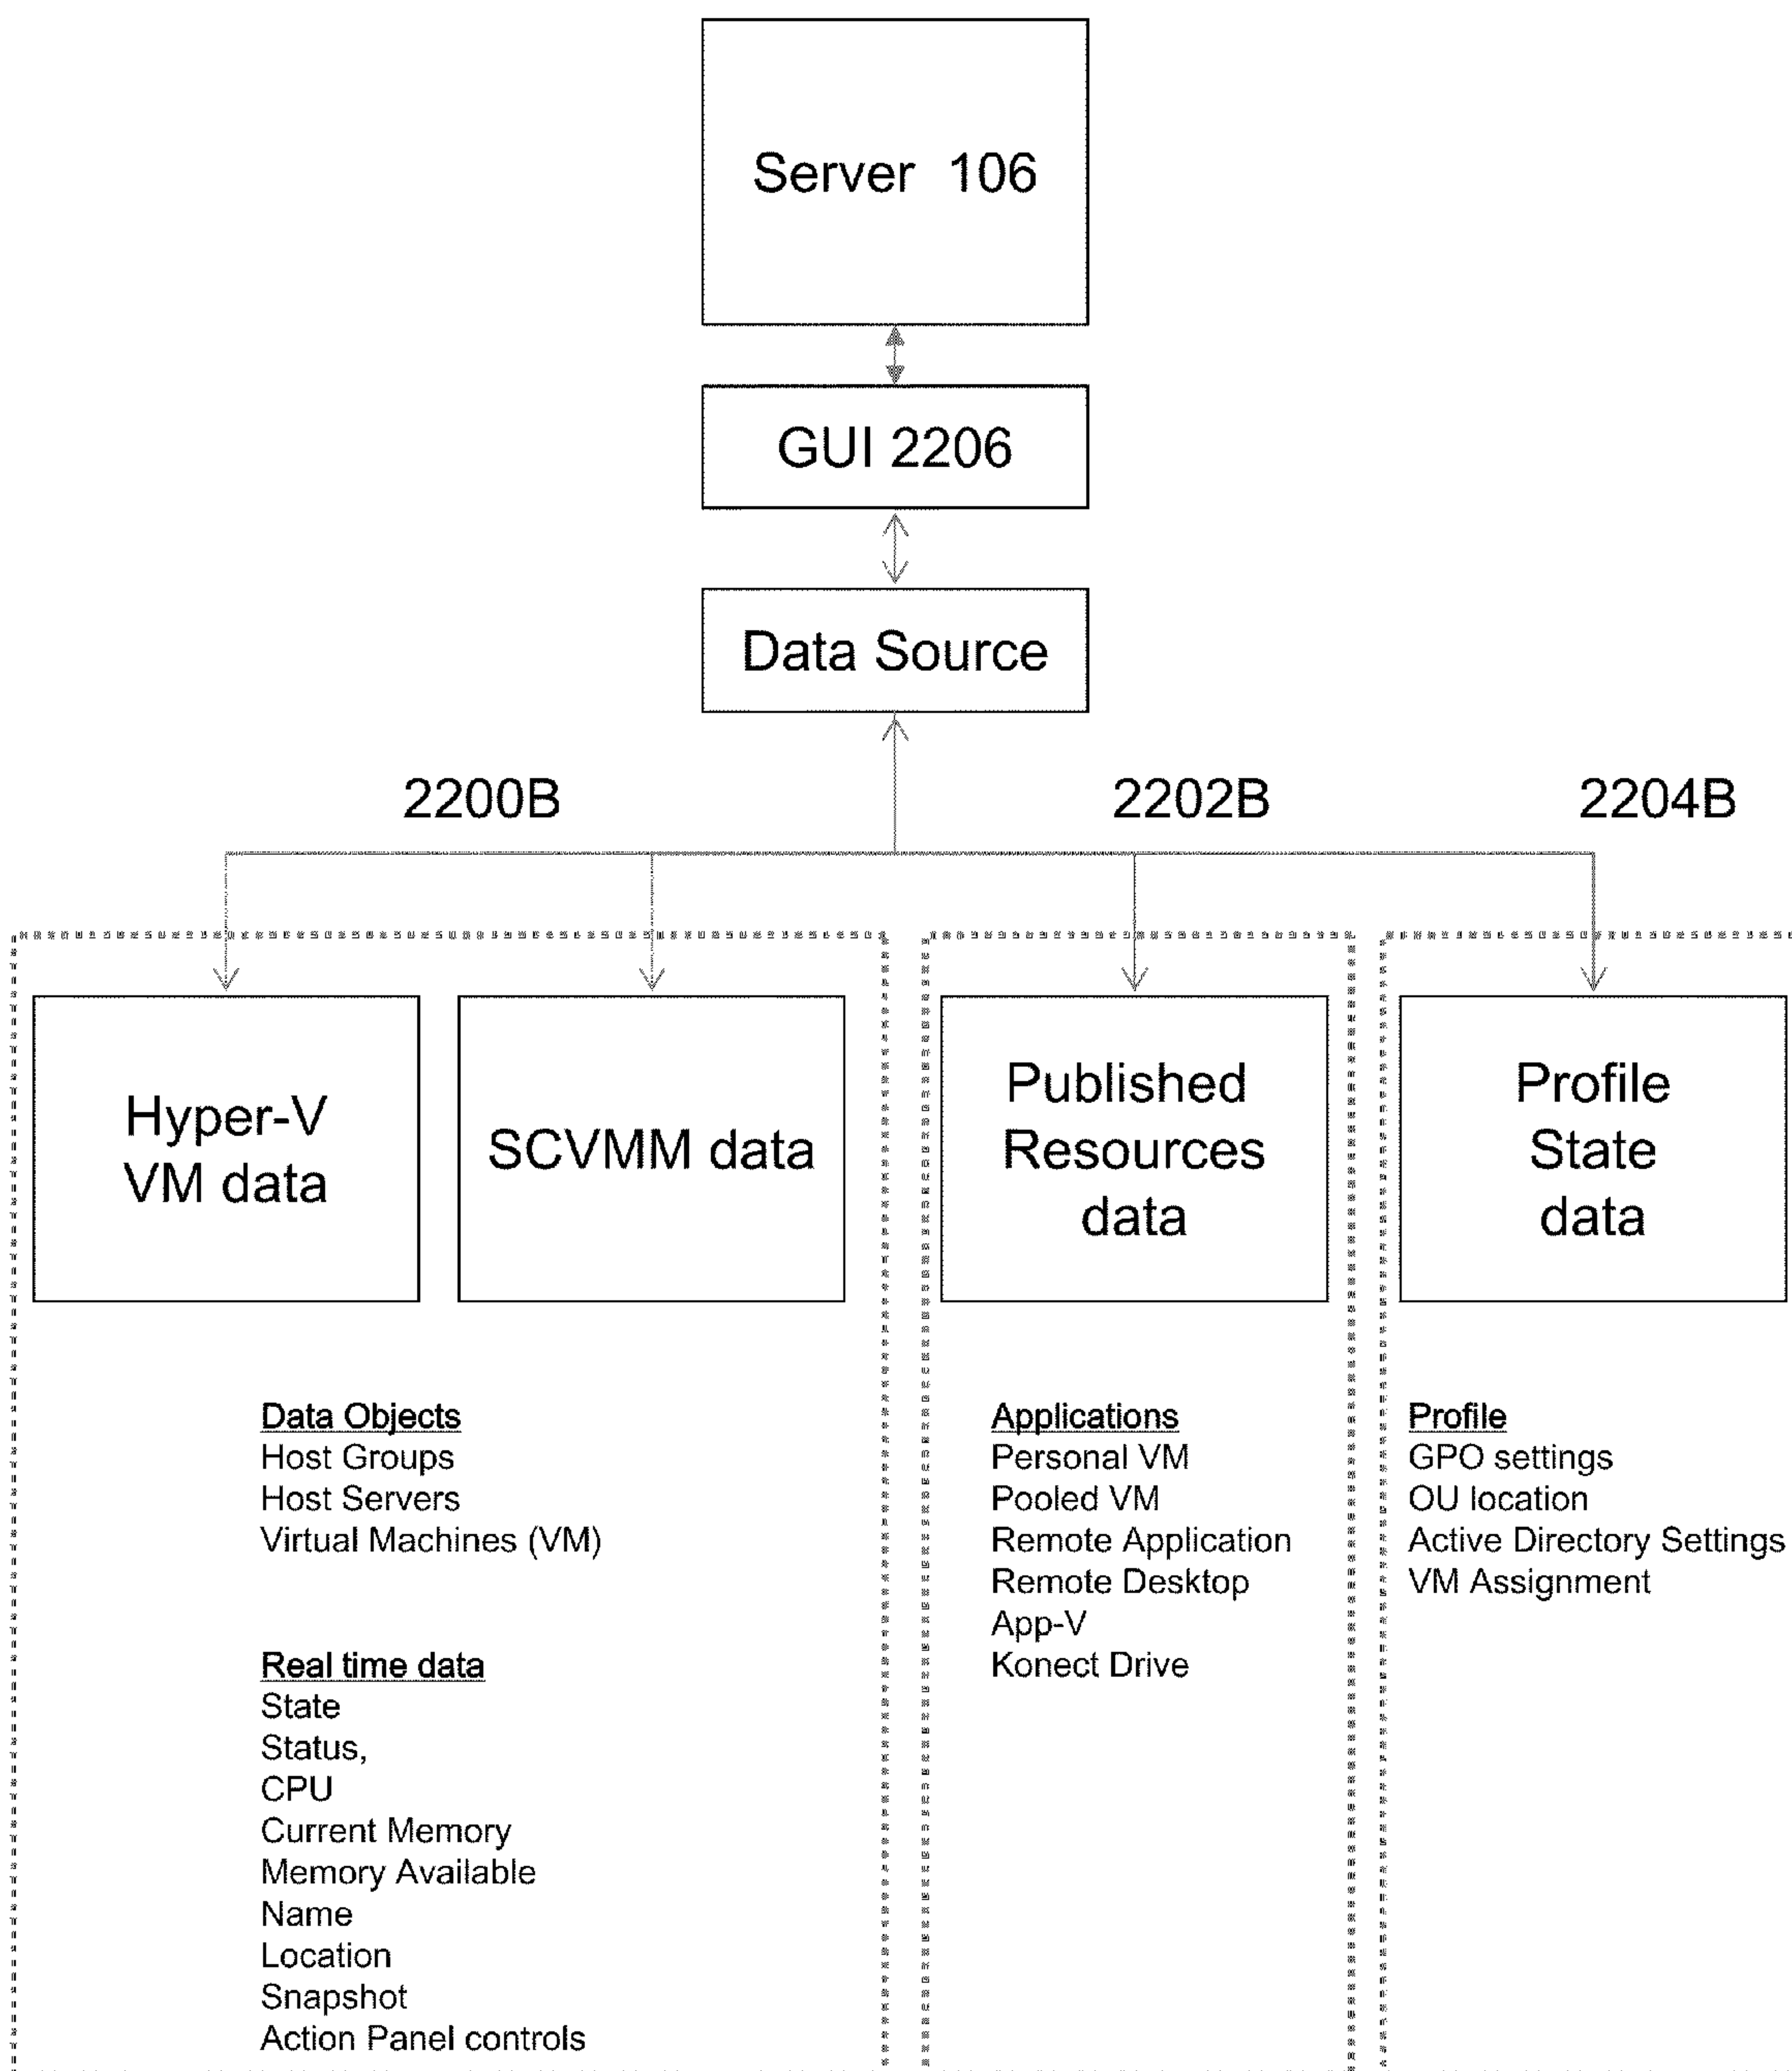 Server 106
GUI 2206
Data Source
2200B
2202B
2204B
Hyper-V
VM data
SCVMM data
Published
Resources
data
Profile
State
data
Data Objects
Host Groups
Host Servers
Virtual Machines (VM)
Real time data
State
Status,
CPU
Current Memory
Memory Available
Name
Location
Snapshot
Action Panel controls
Applications
Personal VM
Pooled VM
Remote Application
Remote Desktop
App-V
Konect Drive
Profile
GPO settings
OU location
Active Directory Settings
VM Assignment